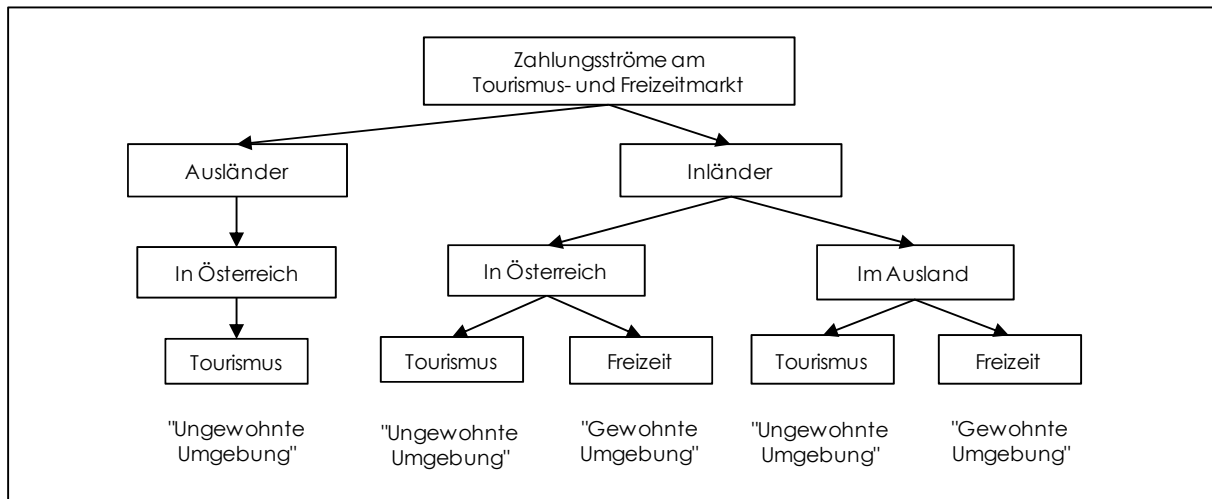 Zahlungsströme am
Tourismus- und Freizeitmarkt
Ausländer
Inländer
In Österreich
In Österreich
Im Ausland
Tourismus
Tourismus
Freizeit
Tourismus
Freizeit
"Ungewohnte
Umgebung"
"Ungewohnte
Umgebung"
"Gewohnte
Umgebung"
"Ungewohnte
Umgebung"
"Gewohnte
Umgebung"